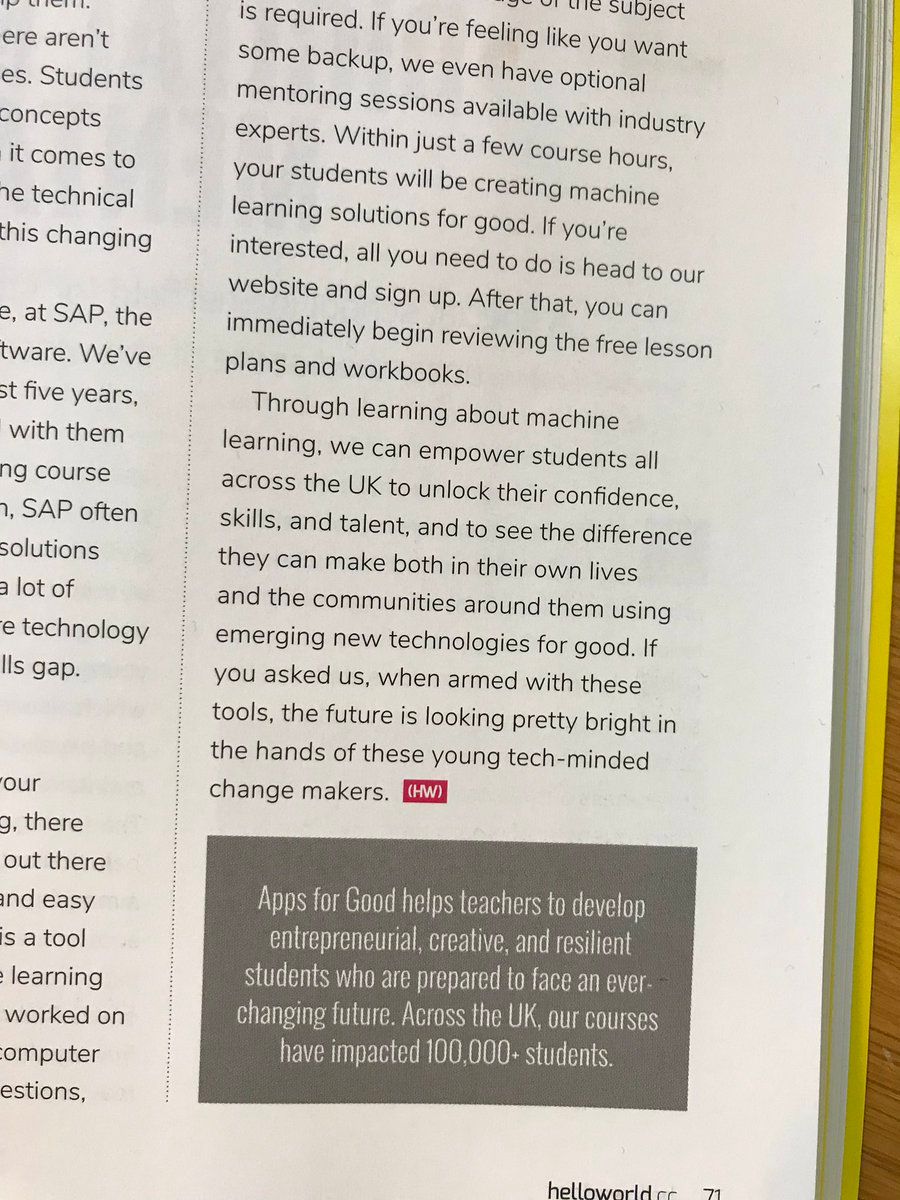 them.
ere aren't
es. Students
concepts
it comes to
he technical
this changing
e, at SAP, the
tware. We've
st five years,
with them
ng course
n, SAP often
solutions
a lot of
re technology
lls gap.
your
g, there
out there
and easy
is a tool
e learning
worked on
computer
estions,
of the subject
is required. If you're feeling like you want
some backup, we even have optional
mentoring sessions available with industry
experts. Within just a few course hours,
your students will be creating machine
learning solutions for good. If you're
interested, all you need to do is head to our
website and sign up. After that, you can
immediately begin reviewing the free lesson
plans and workbooks.
Through learning about machine
learning, we can empower students all
across the UK to unlock their confidence,
skills, and talent, and to see the difference
they can make both in their own lives
and the communities around them using
emerging new technologies for good. If
you asked us, when armed with these
tools, the future is looking pretty bright in
the hands of these young tech-minded
change makers. (HW)
Apps for Good helps teachers to develop
entrepreneurial, creative, and resilient
students who are prepared to face an ever-
changing future. Across the UK, our courses
have impacted 100,000+ students.
helloworld.cc 71